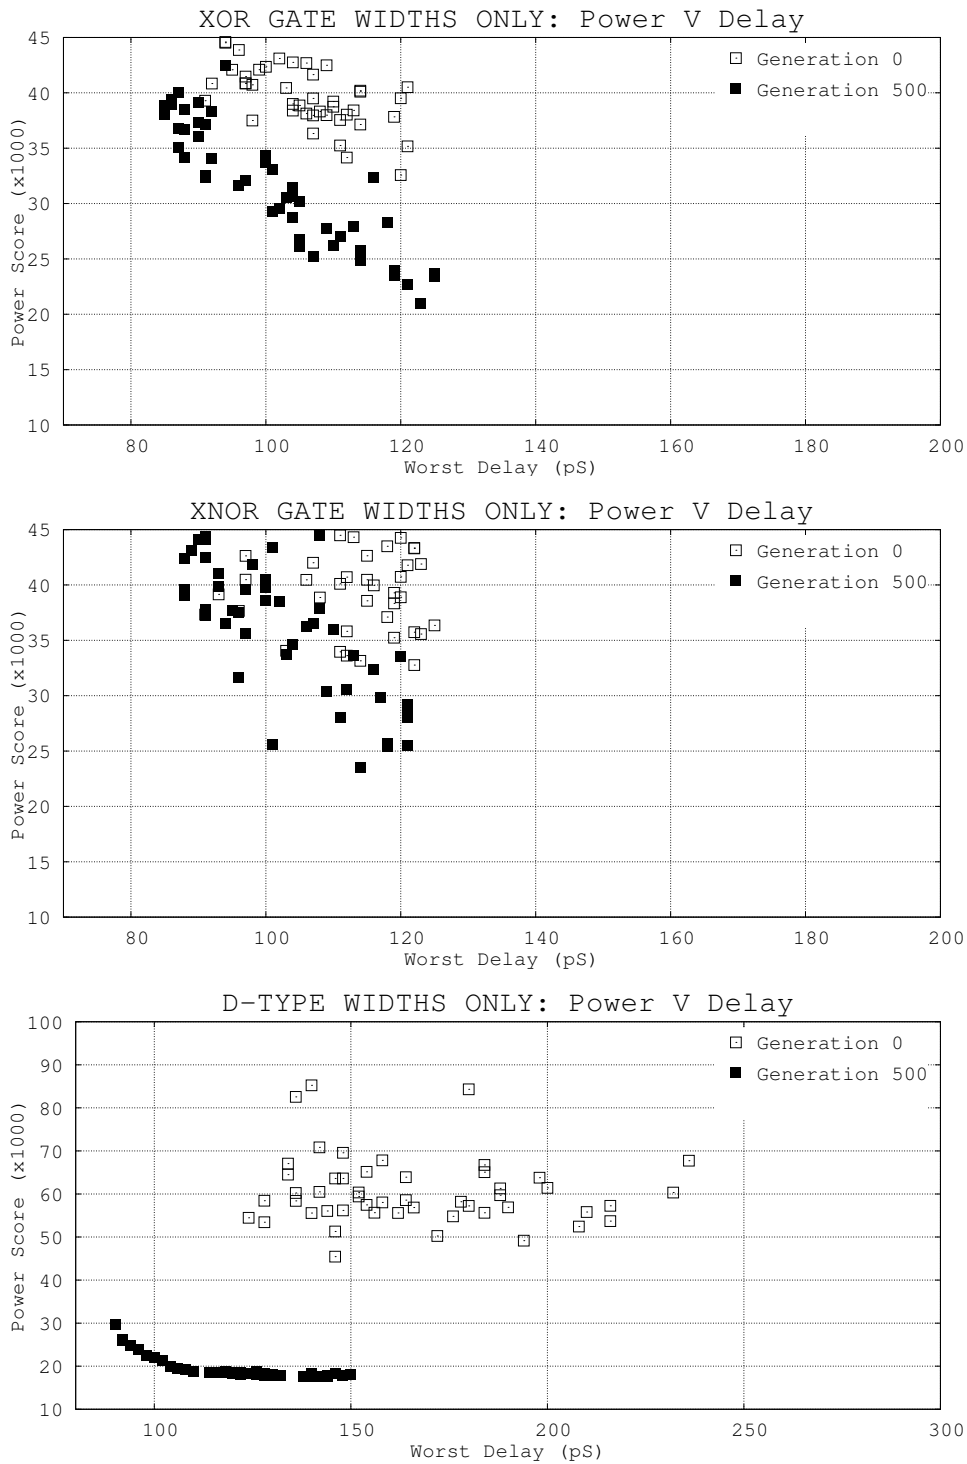 XOR GATE WIDTHS ONLY: Power V Delay
45
40
35
30
25
20
15
10
Power Score (x1000)
Generation 0
Generation 500
80 100 120 140 160 180 200
Worst Delay (pS)
XNOR GATE WIDTHS ONLY: Power V Delay
45
40
35
30
25
20
15
10
Power Score (x1000)
Generation 0
Generation 500
80 100 120 140 160 180 200
Worst Delay (pS)
D-TYPE WIDTHS ONLY: Power V Delay
100
90
80
70
60
50
40
30
20
10
Power Score (x1000)
Generation 0
Generation 500
100 150 200 250 300
Worst Delay (pS)